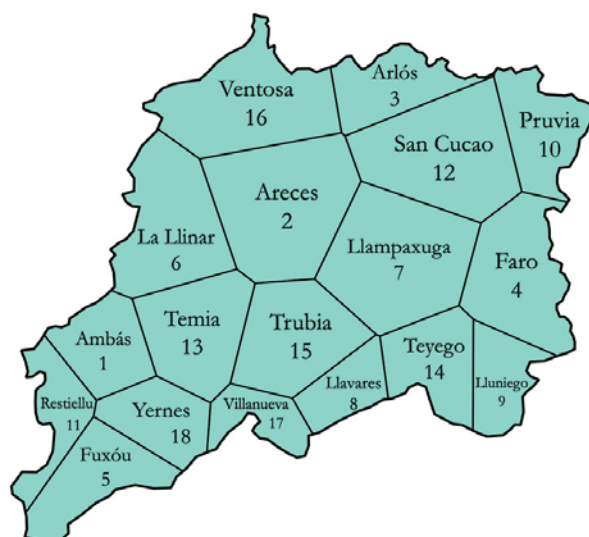 Arlós
3
Ventosa
16
Pruvia
10
San Cucao
12
Areces
2
La Llinar
6
Llampaxuga
7
Faro
4
Ambás
1
Temia
13
Trubia
15
Teyego
14
Lluniego
9
Llavares
8
Restiellu
11
Yernes
18
Villanueva
17
Fuxóu
5